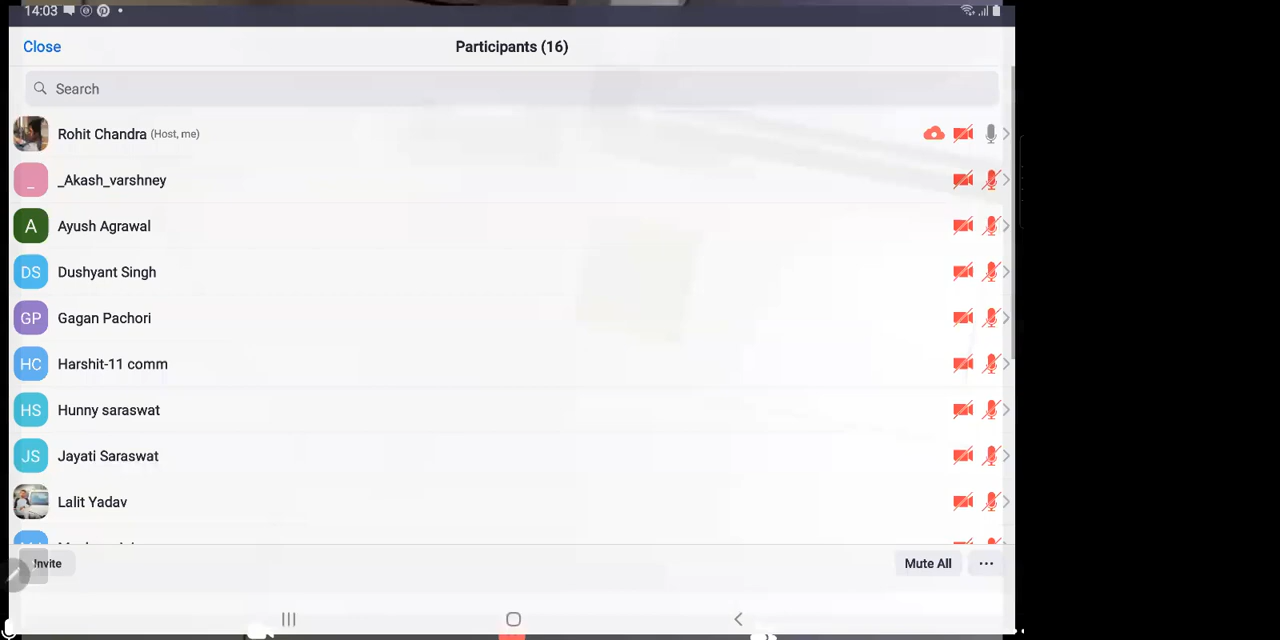 14:03
Close
Participants (16)
Search
Rohit Chandra (Host, me)
_
_Akash_varshney
A
Ayush Agrawal
DS
Dushyant Singh
GP
Gagan Pachori
HC
Harshit-11 comm
HS
Hunny saraswat
JS
Jayati Saraswat
Lalit Yadav
Invite
Mute All